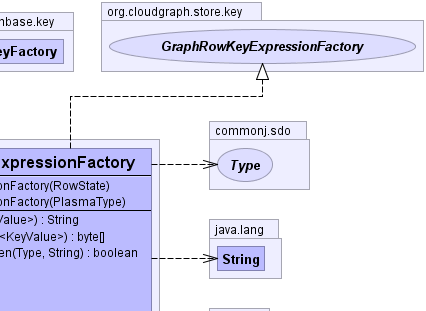 nbase.key
eyFactory
org.cloudgraph.store.key
GraphRowKeyExpressionFactory
xpressionFactory
onFactory(RowState)
onFactory(PlasmaType)
Value>) : String
<KeyValue>) : byte[]
en(Type, String) : boolean
commonj.sdo
Type
java.lang
String